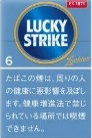 LUCKY
STRIKE
6
たばこの煙は、周りの人
の健康に悪影響を及ぼし
ます。健康増進法で禁じ
られている場所では喫煙
できません。